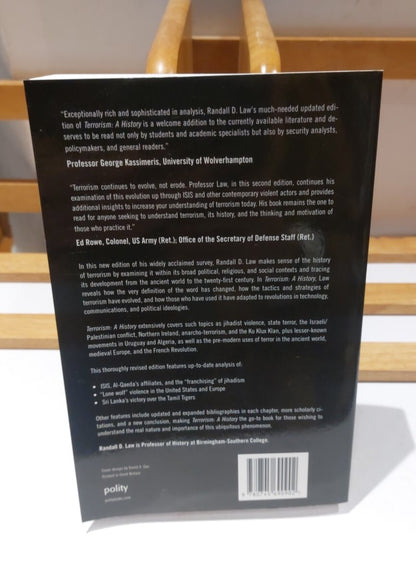 "Exceptionally rich and sophisticated in analysis, Randall D. Law's much-needed updated edi-
tion of Terrorism: A History is a welcome addition to the currently available literature and de-
serves to be read not only by students and academic specialists but also by security analysts,
policymakers, and general readers."
Professor George Kassimeris, University of Wolverhampton
"Terrorism continues to evolve, not erode. Professor Law, in this second edition, continues his
examination of this evolution up through ISIS and other contemporary violent actors and provides
additional insights to increase your understanding of terrorism today. His book remains the one to
read for anyone seeking to understand terrorism, its history, and the thinking and motivation of
those who practice it."
Ed Rowe, Colonel, US Army (Ret.); Office of the Secretary of Defense Staff (Ret.)
In this new edition of his widely acclaimed survey, Randall D. Law makes sense of the history
of terrorism by examining it within its broad political, religious, and social contexts and tracing
its development from the ancient world to the twenty-first century. In Terrorism: A History, Law
reveals how the very definition of the word has changed, how the tactics and strategies of
terrorism have evolved, and how those who have used it have adapted to revolutions in technology,
communications, and political ideologies.
Terrorism: A History extensively covers such topics as jihadist violence, state terror, the Israeli/
Palestinian conflict, Northern Ireland, anarcho-terrorism, and the Ku Klux Klan, plus lesser-known
movements in Uruguay and Algeria, as well as the pre-modern uses of terror in the ancient world,
medieval Europe, and the French Revolution.
This thoroughly revised edition features up-to-date analysis of:
• ISIS, Al-Qaeda's affiliates, and the "franchising" of jihadism
• "Lone wolf" violence in the United States and Europe
• Sri Lanka's victory over the Tamil Tigers
Other features include updated and expanded bibliographies in each chapter, more scholarly ci-
tations, and a new conclusion, making Terrorism: A History the go-to book for those wishing to
understand the real nature and importance of this ubiquitous phenomenon.
Randall D. Law is Professor of History at Birmingham-Southern College.
Cover design by David A. Gee
Printed in Great Britain
polity